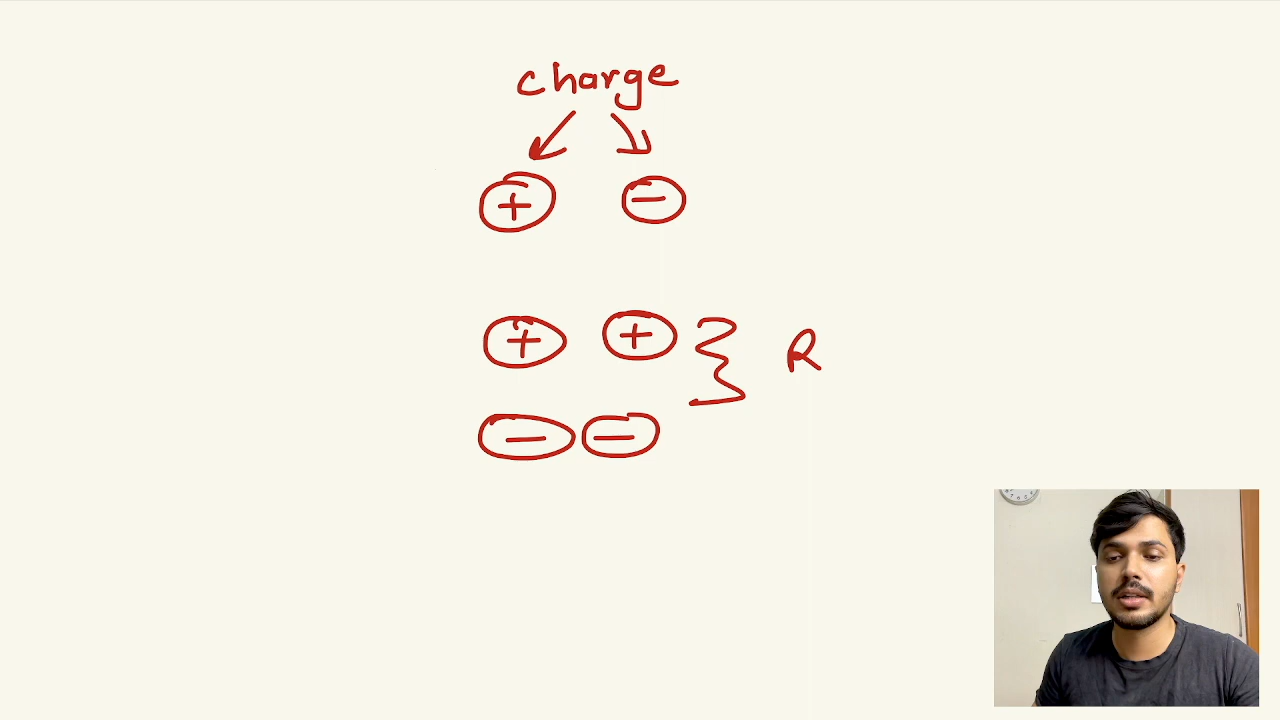 charge
+ -
+ + } R
- -